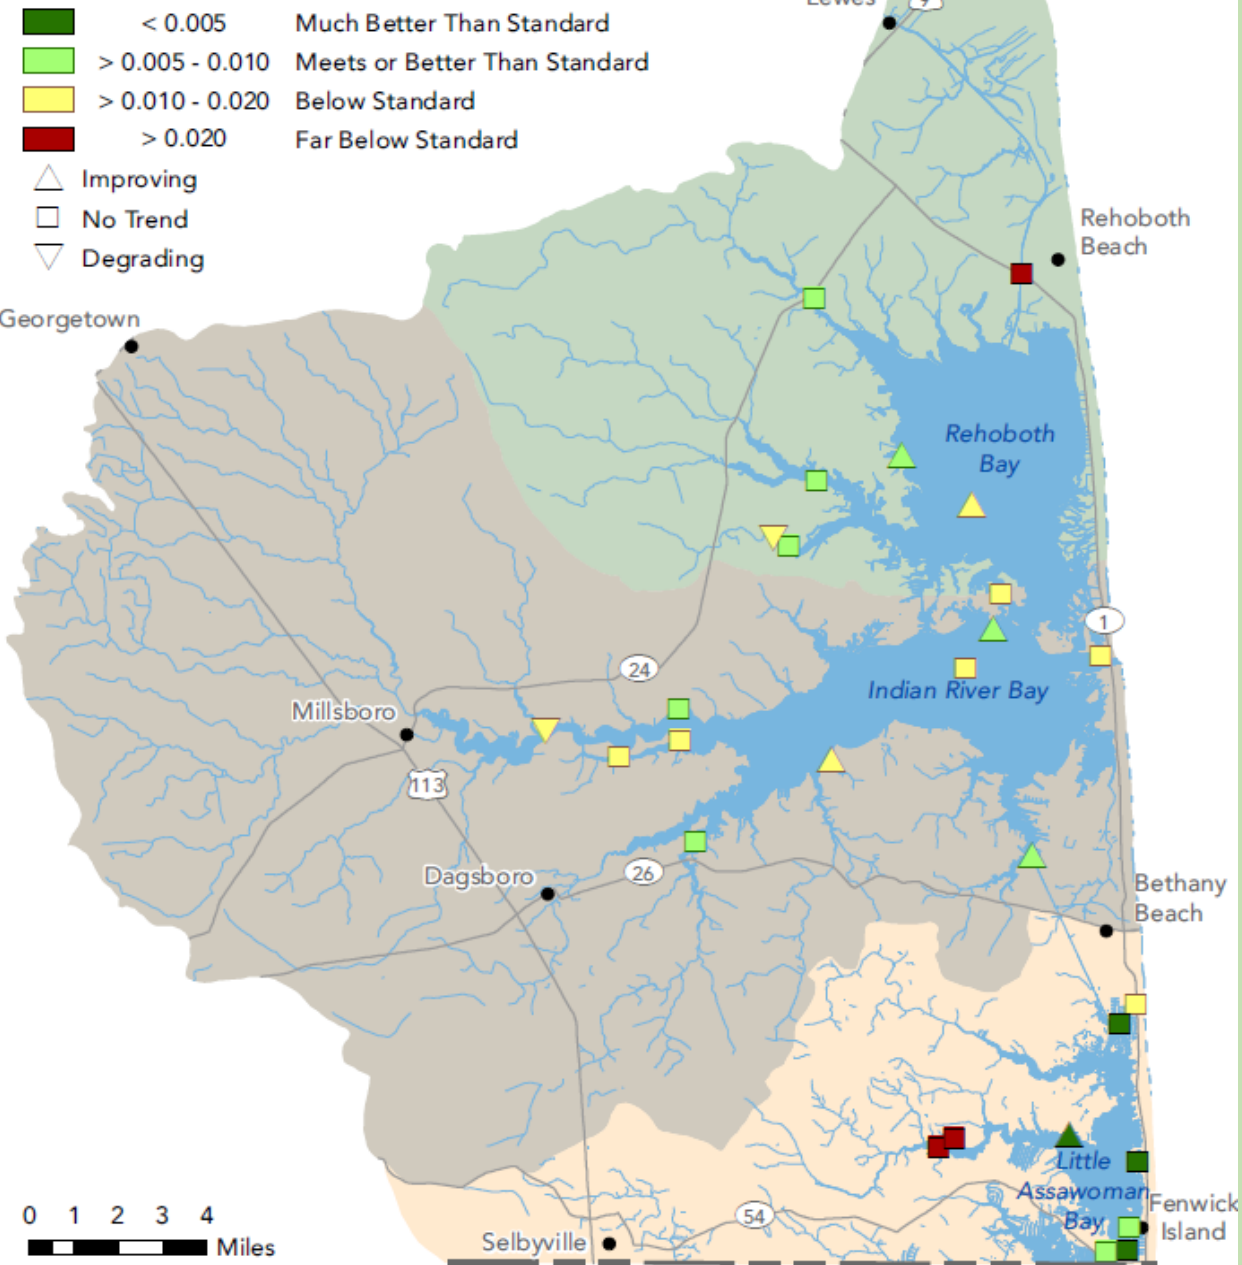 Lewes
9
< 0.005 Much Better Than Standard
> 0.005 - 0.010 Meets or Better Than Standard
> 0.010 - 0.020 Below Standard
> 0.020 Far Below Standard
Improving
No Trend
Degrading
Rehoboth
Beach
Georgetown
Rehoboth
Bay
1
24
Indian River Bay
Millsboro
113
26
Dagsboro
Bethany
Beach
Little
Assawoman
Bay
Fenwick
Island
54
0 1 2 3 4
Miles
Selbyville